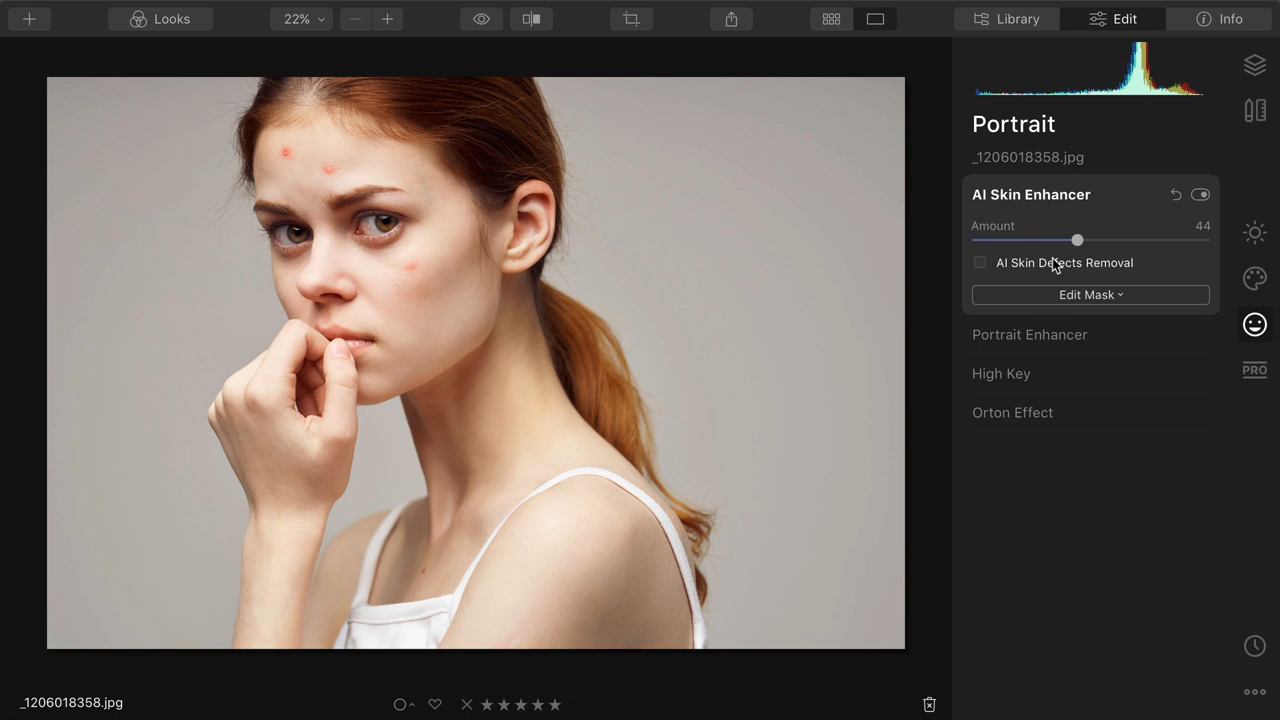 Looks
22%
Library
Edit
Info
Portrait
_1206018358.jpg
AI Skin Enhancer
Amount
44
AI Skin Defects Removal
Edit Mask
Portrait Enhancer
High Key
Orton Effect
PRO
_1206018358.jpg